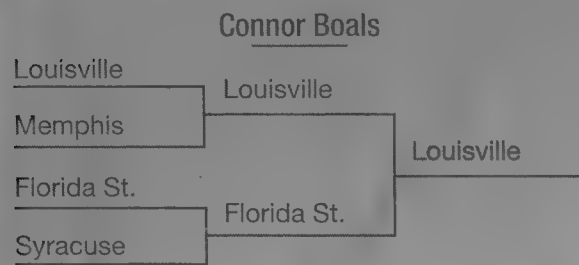 Connor Boals
Louisville
Louisville
Memphis
Louisville
Florida St.
Florida St.
Syracuse